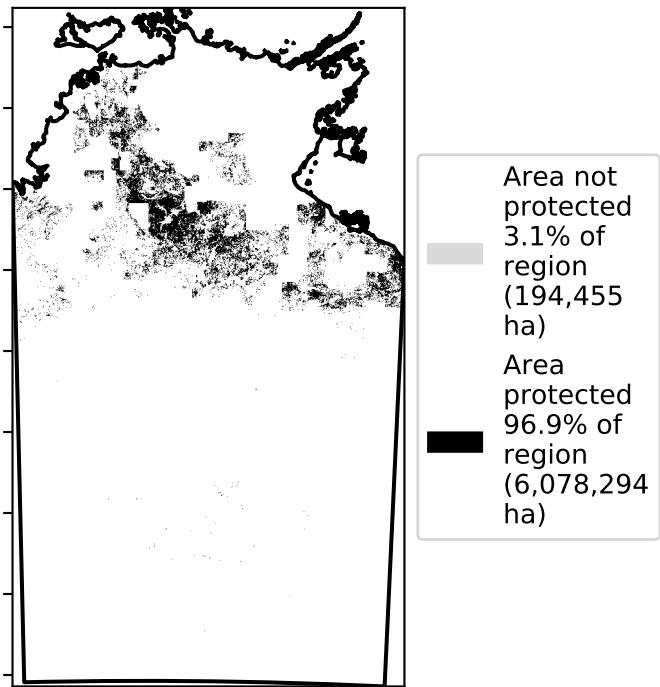 Area not
protected
3.1% of
region
(194,455
ha)
Area
protected
96.9% of
region
(6,078,294
ha)